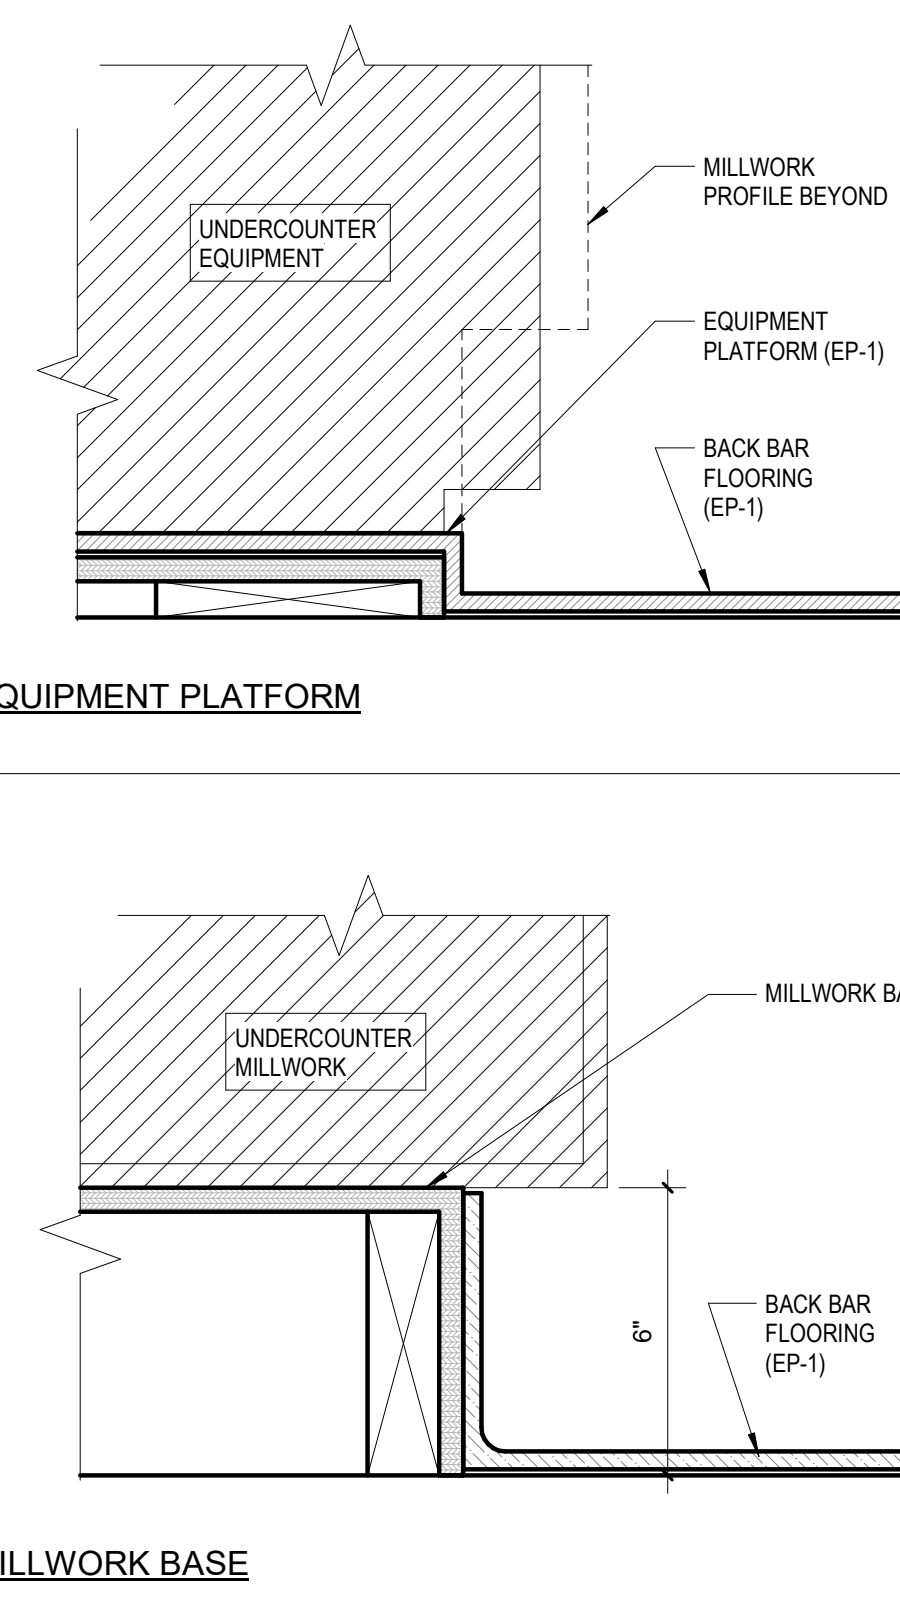 MILLWORK
PROFILE BEYOND
UNDERCOUNTER
EQUIPMENT
EQUIPMENT
PLATFORM (EP-1)
BACK BAR
FLOORING
(EP-1)
QUIPMENT PLATFORM
MILLWORK BA
UNDERCOUNTER
MILLWORK
6"
BACK BAR
FLOORING
(EP-1)
ILLWORK BASE